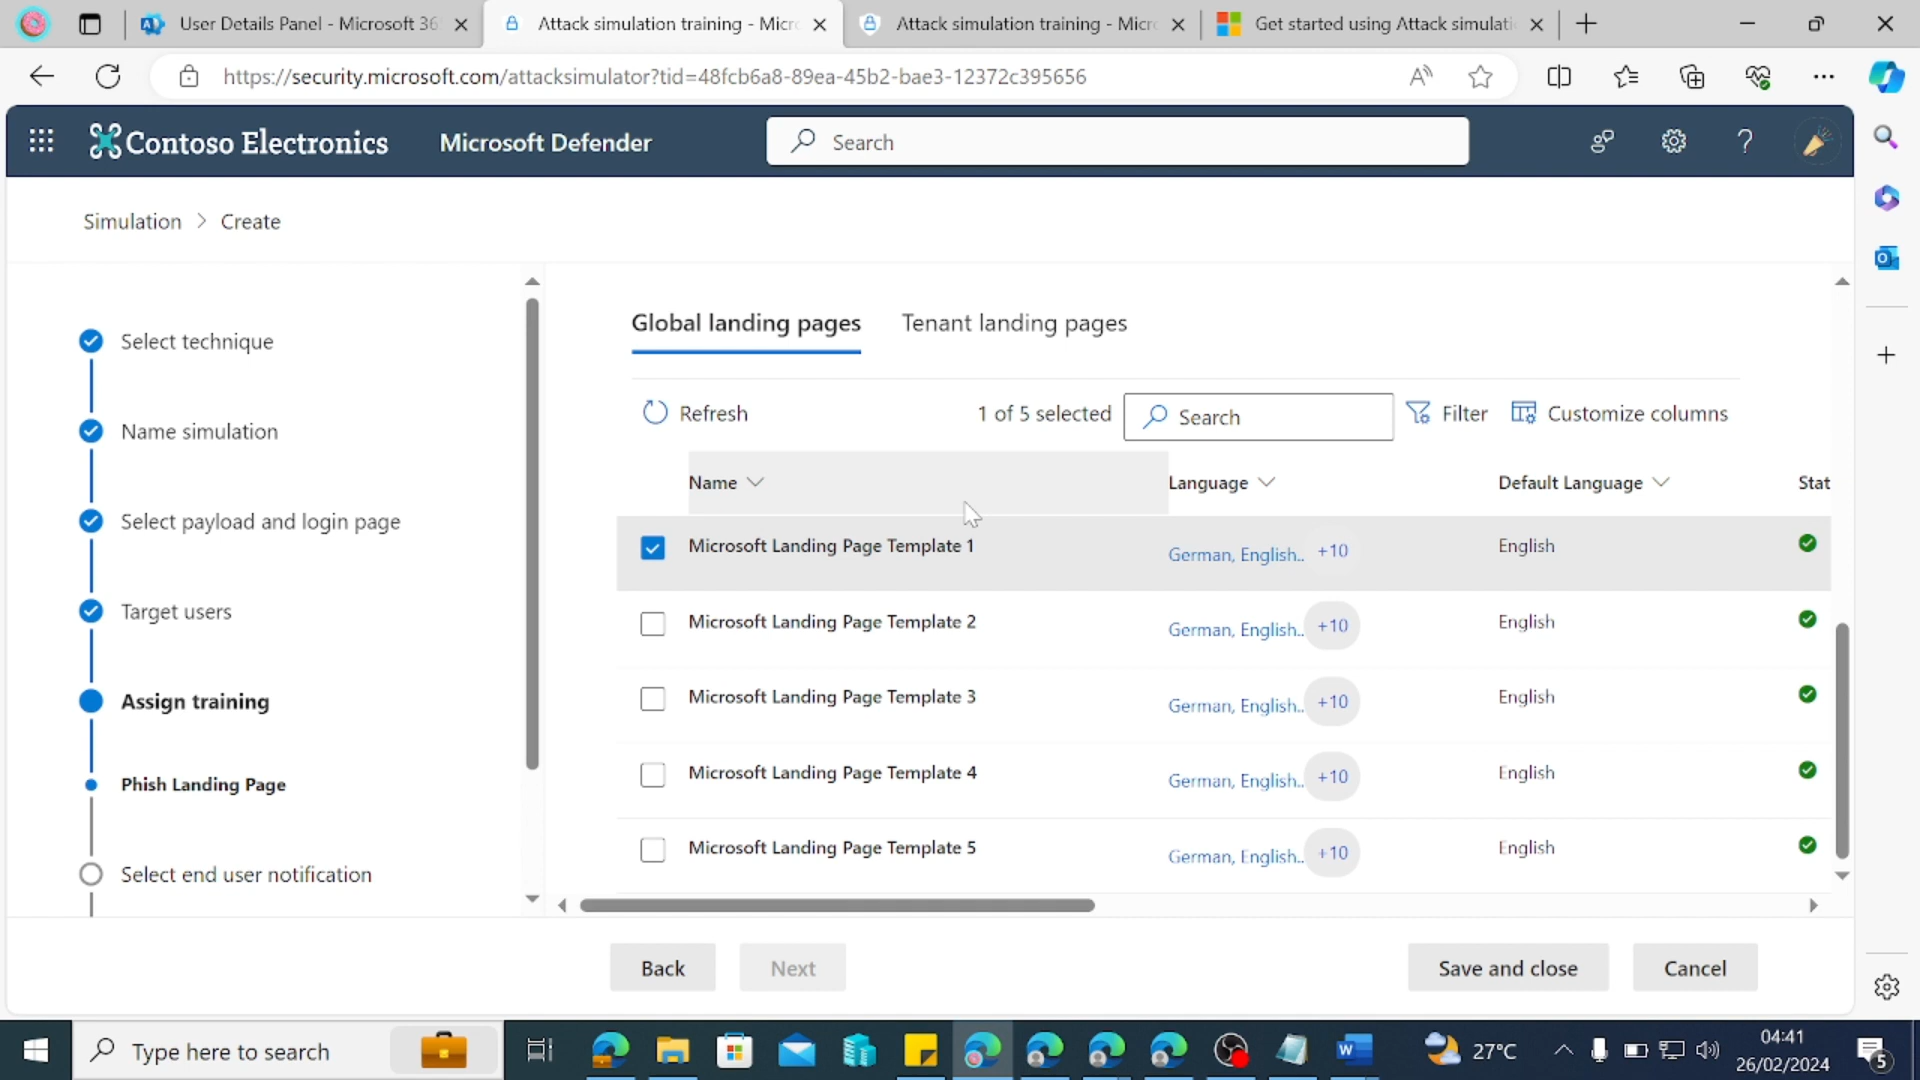 User Details Panel - Microsoft 36
Attack simulation training - Micro
Attack simulation training - Micro
Get started using Attack simulati
https://security.microsoft.com/attacksimulator?tid=48fcb6a8-89ea-45b2-bae3-12372c395656
Contoso Electronics
Microsoft Defender
Search
Simulation > Create
Select technique
Name simulation
Select payload and login page
Target users
Assign training
Phish Landing Page
Select end user notification
Global landing pages
Tenant landing pages
Refresh
1 of 5 selected
Search
Filter
Customize columns
Name
Language
Default Language
Stat
Microsoft Landing Page Template 1
German, English.. +10
English
Microsoft Landing Page Template 2
German, English.. +10
English
Microsoft Landing Page Template 3
German, English.. +10
English
Microsoft Landing Page Template 4
German, English.. +10
English
Microsoft Landing Page Template 5
German, English.. +10
English
Back
Next
Save and close
Cancel
Type here to search
27°C
04:41
26/02/2024
5